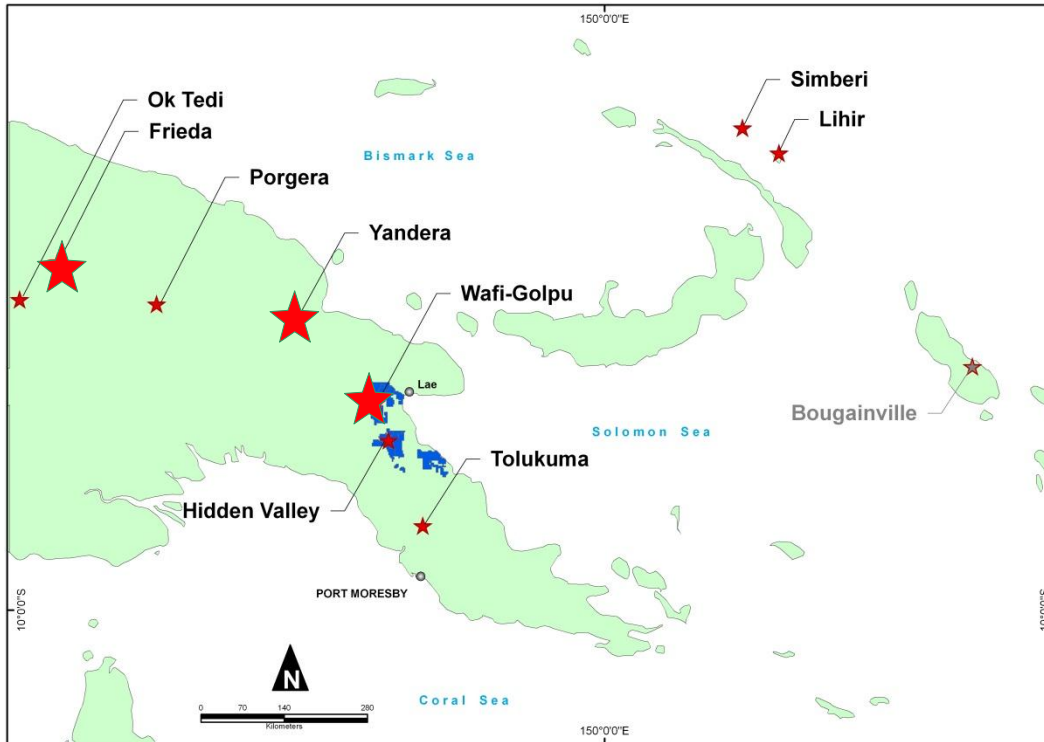 150°0'0"E
Simberi
Ok Tedi
Lihir
Frieda
Bismark Sea
Porgera
Yandera
Wafi-Golpu
Lae
Bougainville
Solomon Sea
Tolukuma
Hidden Valley
PORT MORESBY
10°0'0"S
10°0'0"S
N
Coral Sea
0 70 140 280
Kilometers
150°0'0"E